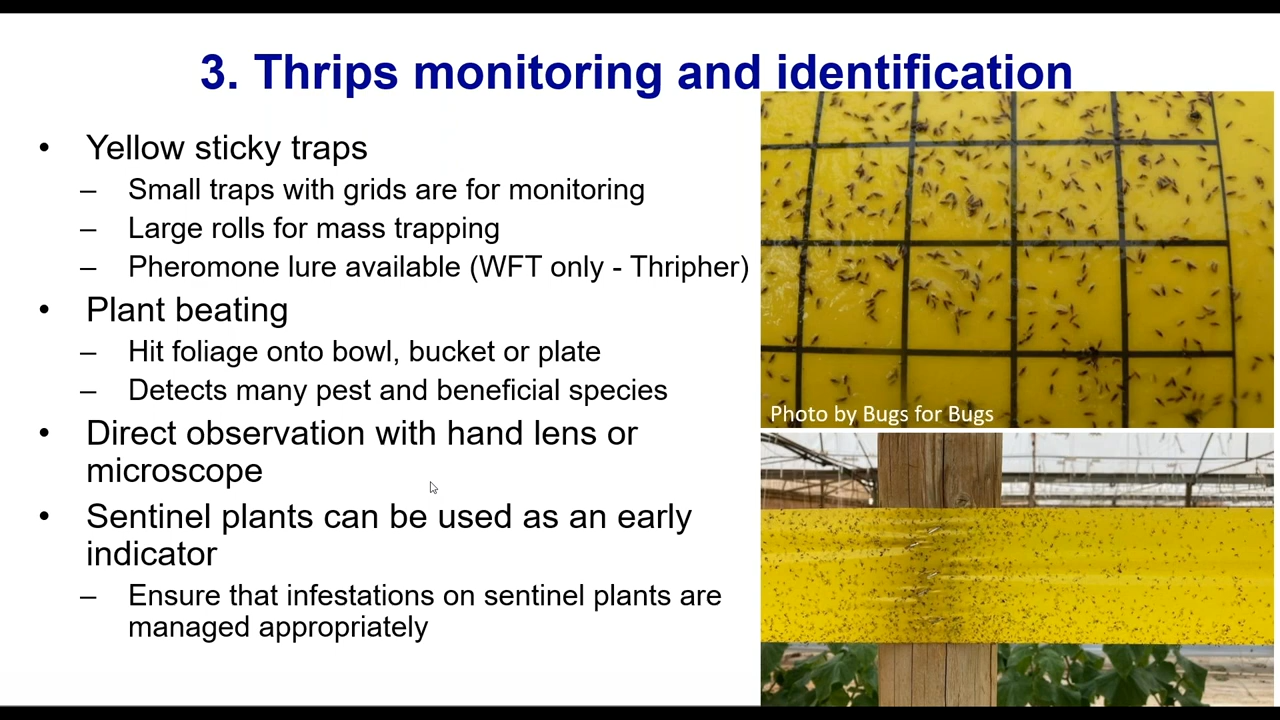 3. Thrips monitoring and identification
• Yellow sticky traps
– Small traps with grids are for monitoring
– Large rolls for mass trapping
– Pheromone lure available (WFT only - Thripher)
• Plant beating
– Hit foliage onto bowl, bucket or plate
– Detects many pest and beneficial species
• Direct observation with hand lens or
microscope
• Sentinel plants can be used as an early
indicator
– Ensure that infestations on sentinel plants are
managed appropriately
Photo by Bugs for Bugs